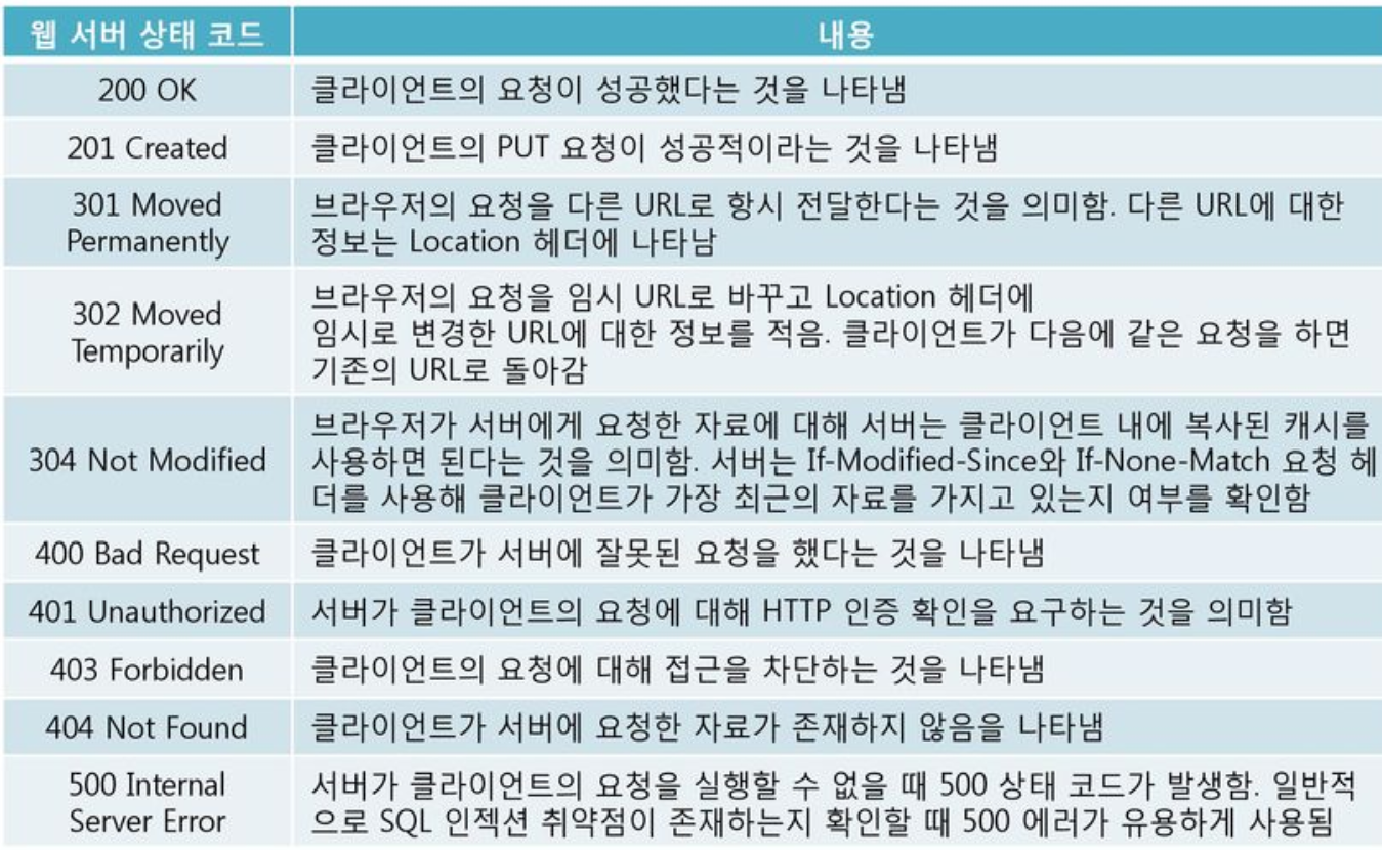 웹 서버 상태 코드
내용
200 OK
클라이언트의 요청이 성공했다는 것을 나타냄
201 Created
클라이언트의 PUT 요청이 성공적이라는 것을 나타냄
301 Moved
Permanently
브라우저의 요청을 다른 URL로 항시 전달한다는 것을 의미함. 다른 URL에 대한
정보는 Location 헤더에 나타남
302 Moved
Temporarily
브라우저의 요청을 임시 URL로 바꾸고 Location 헤더에
임시로 변경한 URL에 대한 정보를 적음. 클라이언트가 다음에 같은 요청을 하면
기존의 URL로 돌아감
304 Not Modified
브라우저가 서버에게 요청한 자료에 대해 서버는 클라이언트 내에 복사된 캐시를
사용하면 된다는 것을 의미함. 서버는 If-Modified-Since와 If-None-Match 요청 헤
더를 사용해 클라이언트가 가장 최근의 자료를 가지고 있는지 여부를 확인함
400 Bad Request
클라이언트가 서버에 잘못된 요청을 했다는 것을 나타냄
401 Unauthorized
서버가 클라이언트의 요청에 대해 HTTP 인증 확인을 요구하는 것을 의미함
403 Forbidden
클라이언트의 요청에 대해 접근을 차단하는 것을 나타냄
404 Not Found
클라이언트가 서버에 요청한 자료가 존재하지 않음을 나타냄
500 Internal
Server Error
서버가 클라이언트의 요청을 실행할 수 없을 때 500 상태 코드가 발생함. 일반적
으로 SQL 인젝션 취약점이 존재하는지 확인할 때 500 에러가 유용하게 사용됨